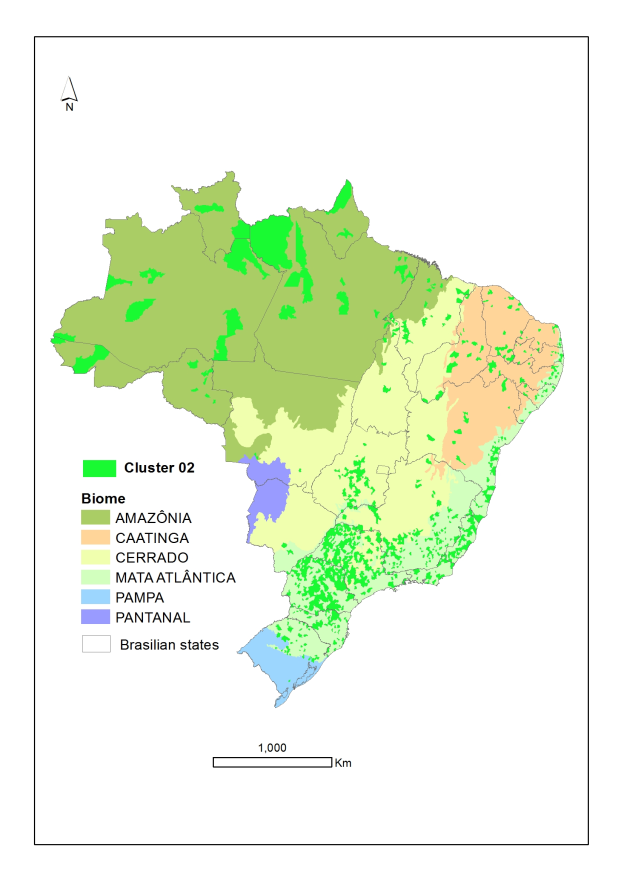 N
Cluster 02
Biome
AMAZÔNIA
CAATINGA
CERRADO
MATA ATLÂNTICA
PAMPA
PANTANAL
Brasilian states
1,000
Km